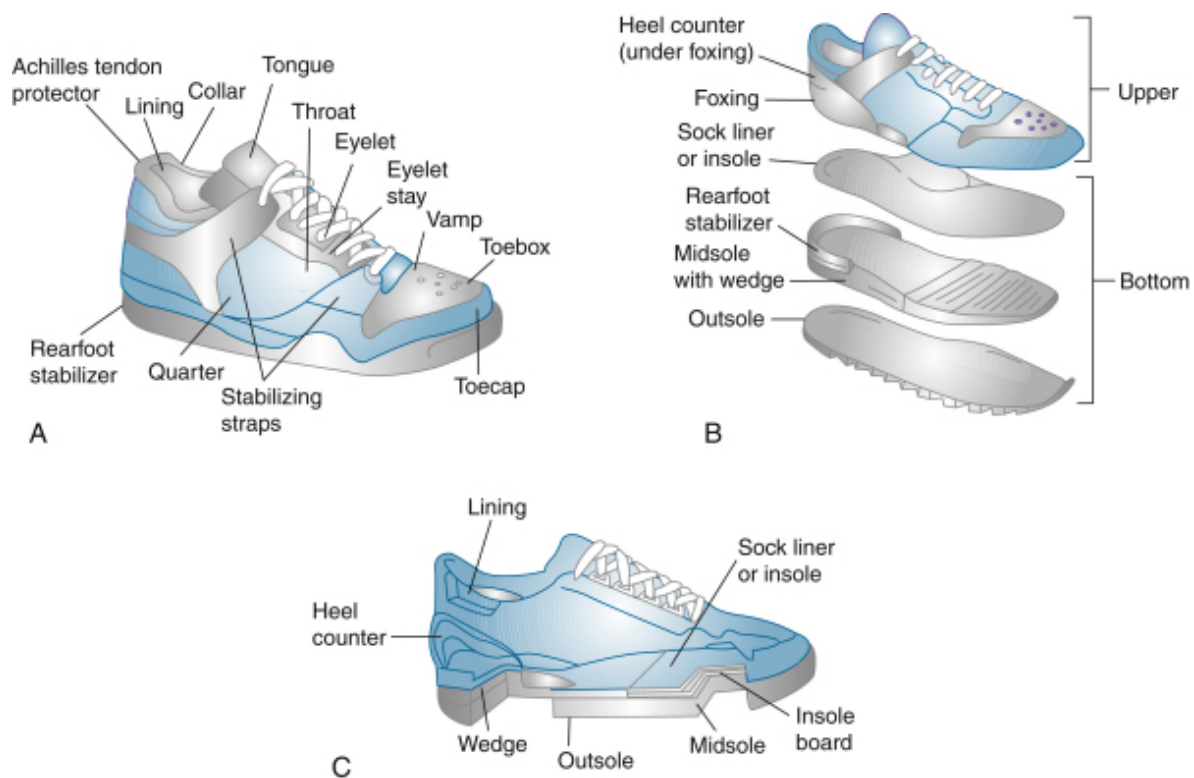 Achilles tendon
protector
Lining
Collar
Tongue
Throat
Eyelet
Eyelet
stay
Vamp
Toebox
Rearfoot
stabilizer
Quarter
Stabilizing
straps
Toecap
A
Heel counter
(under foxing)
Foxing
Sock liner
or insole
Rearfoot
stabilizer
Midsole
with wedge
Outsole
Upper
Bottom
B
Lining
Sock liner
or insole
Heel
counter
Wedge
Outsole
Midsole
Insole
board
C